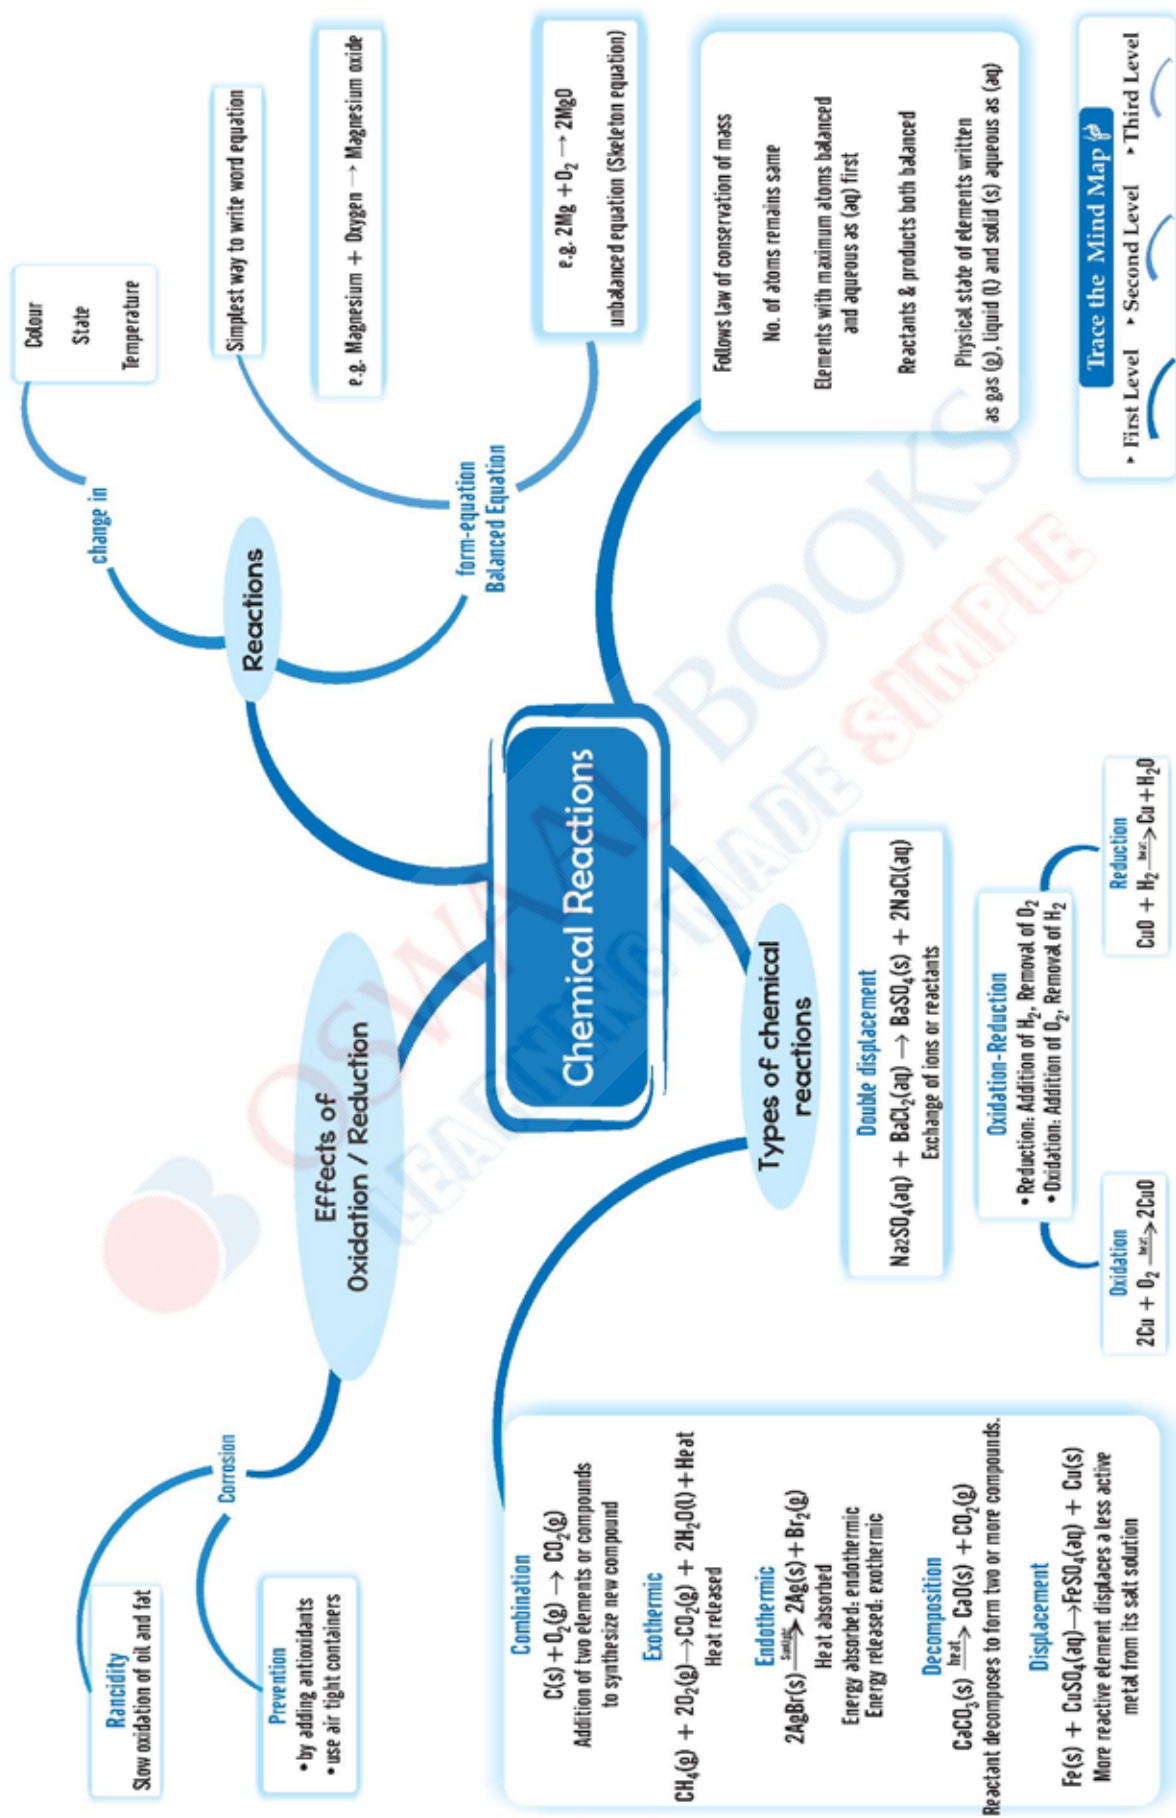 Rancidity
Slow oxidation of oil and fat
Prevention
• by adding antioxidants
• use air tight containers
Corrosion
Effects of
Oxidation / Reduction
Reactions
change in
Colour
State
Temperature
form-equation
Balanced Equation
Simplest way to write word equation
e.g. Magnesium + Oxygen → Magnesium oxide
e.g. 2Mg + O₂ → 2MgO
unbalanced equation (Skeleton equation)
Chemical Reactions
Follows law of conservation of mass
No. of atoms remains same
Elements with maximum atoms balanced
and aqueous as (aq) first
Reactants & products both balanced
Physical state of elements written
as gas (g), liquid (l) and solid (s) aqueous as (aq)
Types of chemical
reactions
Combination
C(s) + O₂(g) → CO₂(g)
Addition of two elements or compounds
to synthesize new compound
Exothermic
CH₄(g) + 2O₂(g) → CO₂(g) + 2H₂O(l) + Heat
Heat released
Endothermic
2AgBr(s) —Sunlight→ 2Ag(s) + Br₂(g)
Heat absorbed
Energy absorbed: endothermic
Energy released: exothermic
Decomposition
CaCO₃(s) —heat→ CaO(s) + CO₂(g)
Reactant decomposes to form two or more compounds.
Displacement
Fe(s) + CuSO₄(aq) → FeSO₄(aq) + Cu(s)
More reactive element displaces a less active
metal from its salt solution
Double displacement
Na2SO₄(aq) + BaCl₂(aq) → BaSO₄(s) + 2NaCl(aq)
Exchange of ions or reactants
Oxidation-Reduction
• Reduction: Addition of H₂, Removal of O₂
• Oxidation: Addition of O₂, Removal of H₂
Oxidation
2Cu + O₂ —heat→ 2CuO
Reduction
CuO + H₂ —heat→ Cu + H₂O
Trace the Mind Map
▸ First Level ▸ Second Level ▸ Third Level
OSWAAL BOOKS
LEARNING MADE SIMPLE